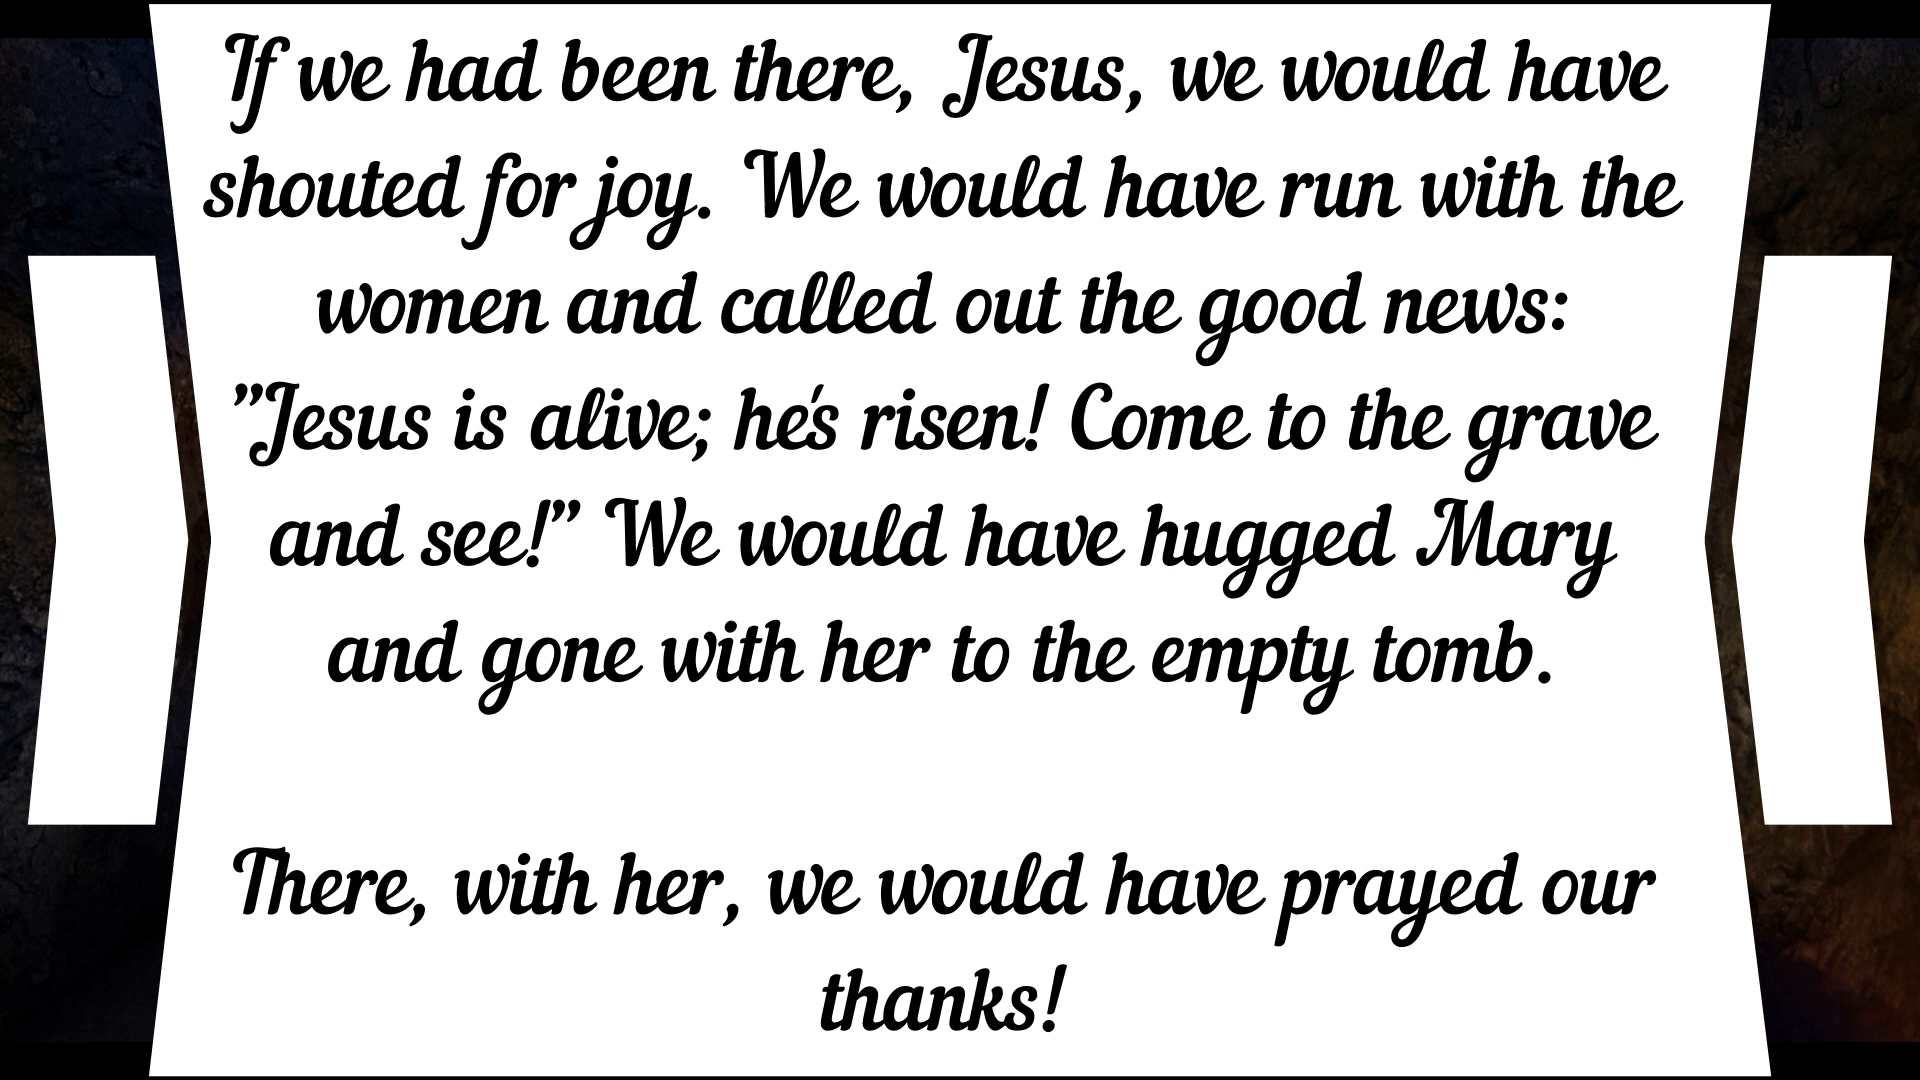 If we had been there, Jesus, we would have
shouted for joy. We would have run with the
women and called out the good news:
”Jesus is alive; he's risen! Come to the grave
and see!” We would have hugged Mary
and gone with her to the empty tomb.
There, with her, we would have prayed our
thanks!